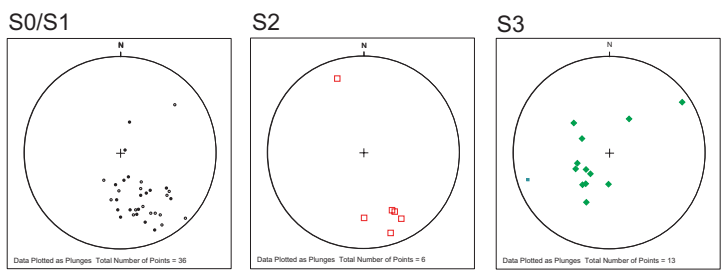 S0/S1 S2 S3
N N N
Data Plotted as Plunges Total Number of Points = 36
Data Plotted as Plunges Total Number of Points = 6
Data Plotted as Plunges Total Number of Points = 13